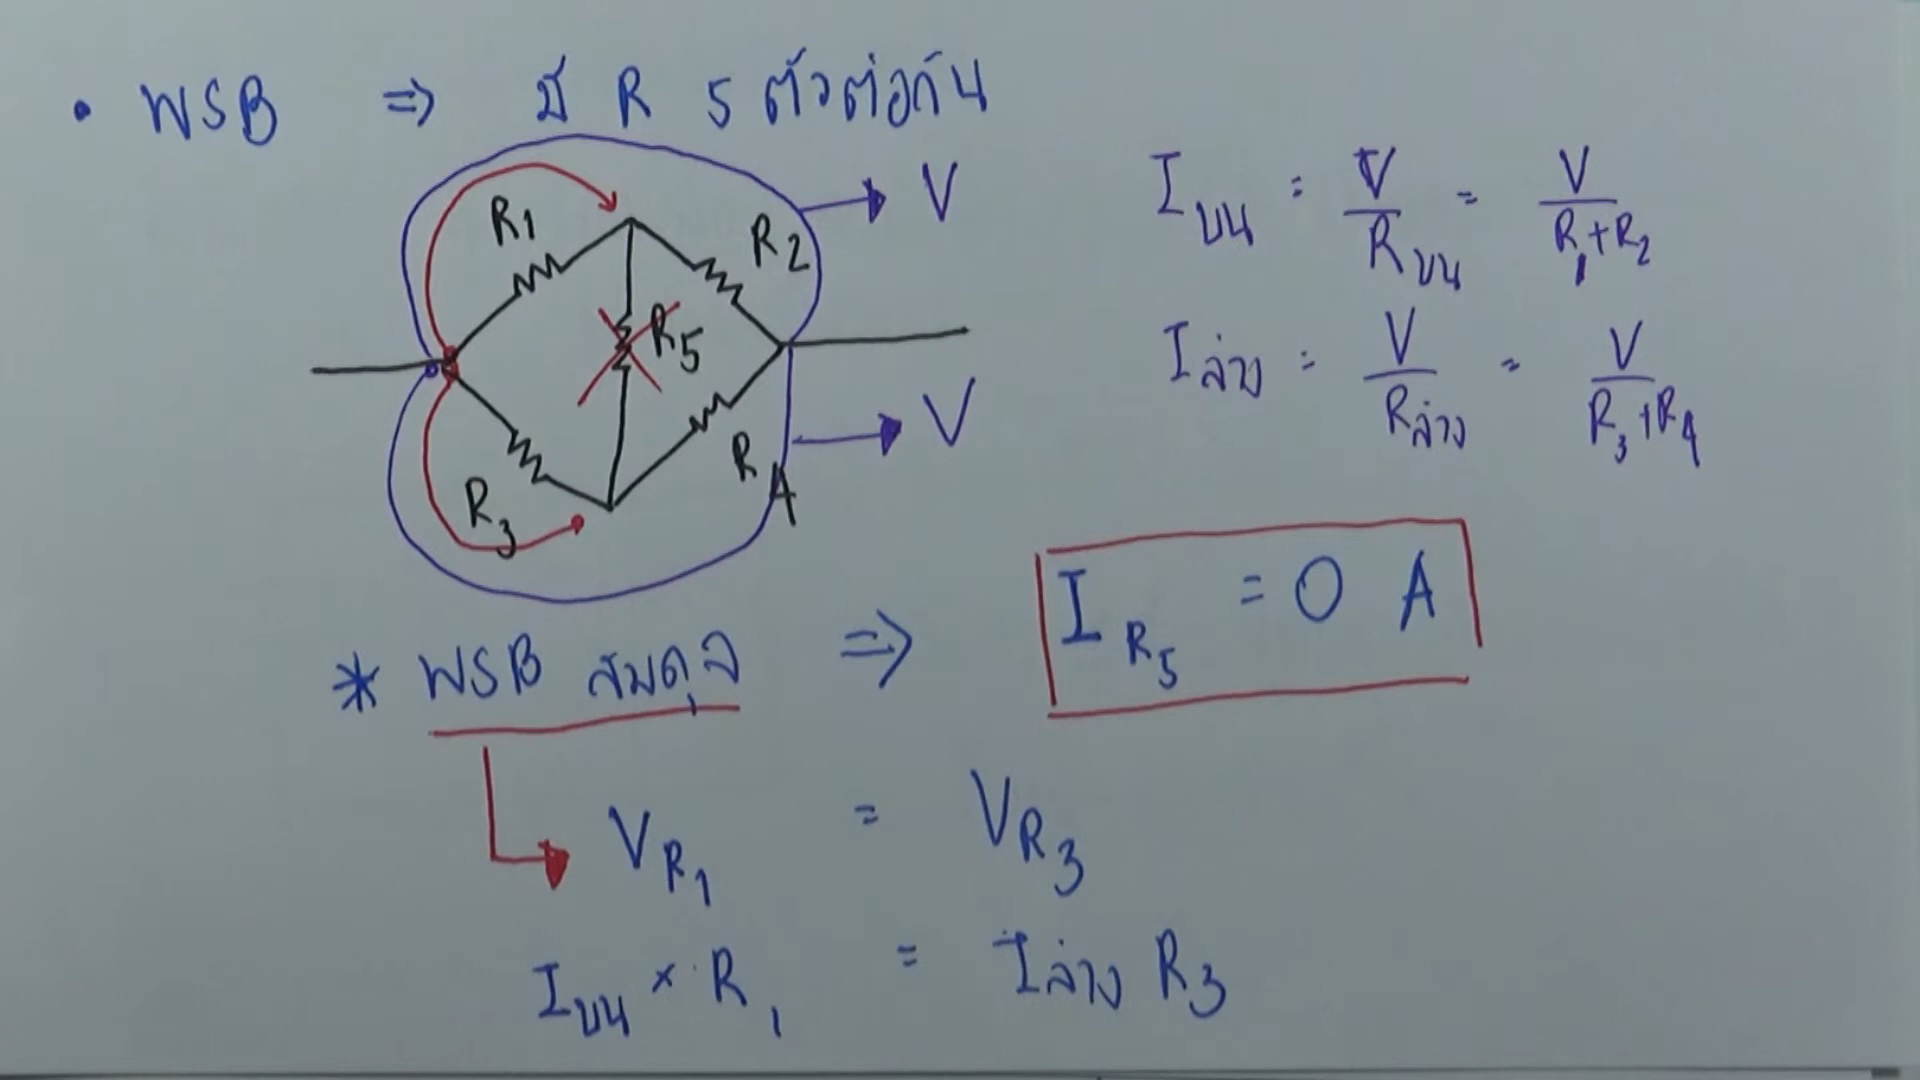 • WSB ⇒ มี R 5 ตัวต่อกัน
R1
R2
R5
R3
R4
V
V
I บน = V / R บน = V / R1+R2
I ล่าง = V / R ล่าง = V / R3+R4
* WSB สมดุล ⇒ I R5 = 0 A
V R1 = V R3
I บน × R1 = I ล่าง R3